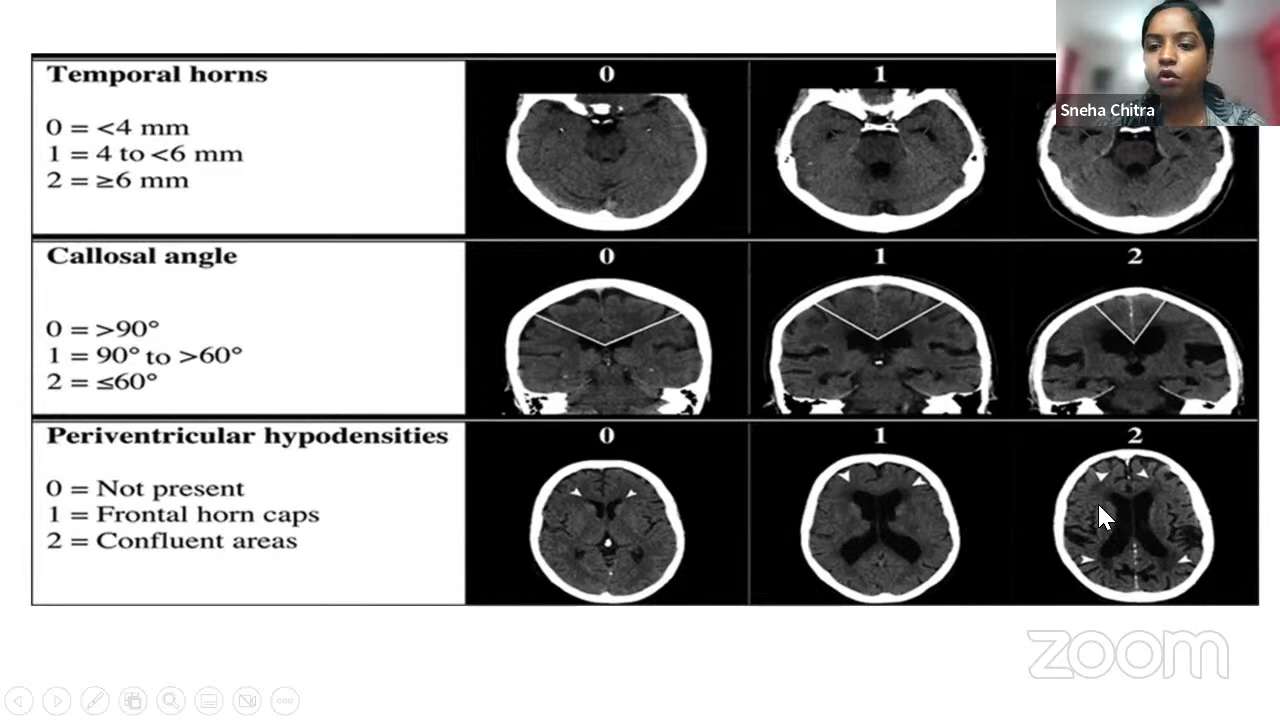 Temporal horns
0 = <4 mm
1 = 4 to <6 mm
2 = ≥6 mm
0
1
Sneha Chitra
Callosal angle
0 = >90°
1 = 90° to >60°
2 = ≤60°
0
1
2
Periventricular hypodensities
0 = Not present
1 = Frontal horn caps
2 = Confluent areas
0
1
2
zoom